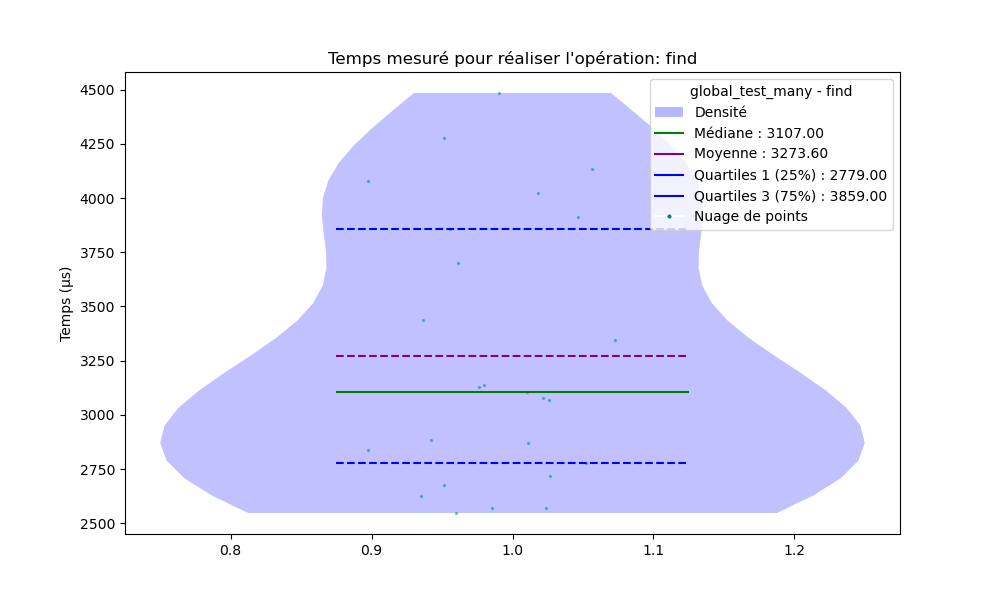 Temps mesuré pour réaliser l'opération: find
global_test_many - find
Densité
Médiane : 3107.00
Moyenne : 3273.60
Quartiles 1 (25%) : 2779.00
Quartiles 3 (75%) : 3859.00
Nuage de points
Temps (µs)
4500
4250
4000
3750
3500
3250
3000
2750
2500
0.8 0.9 1.0 1.1 1.2